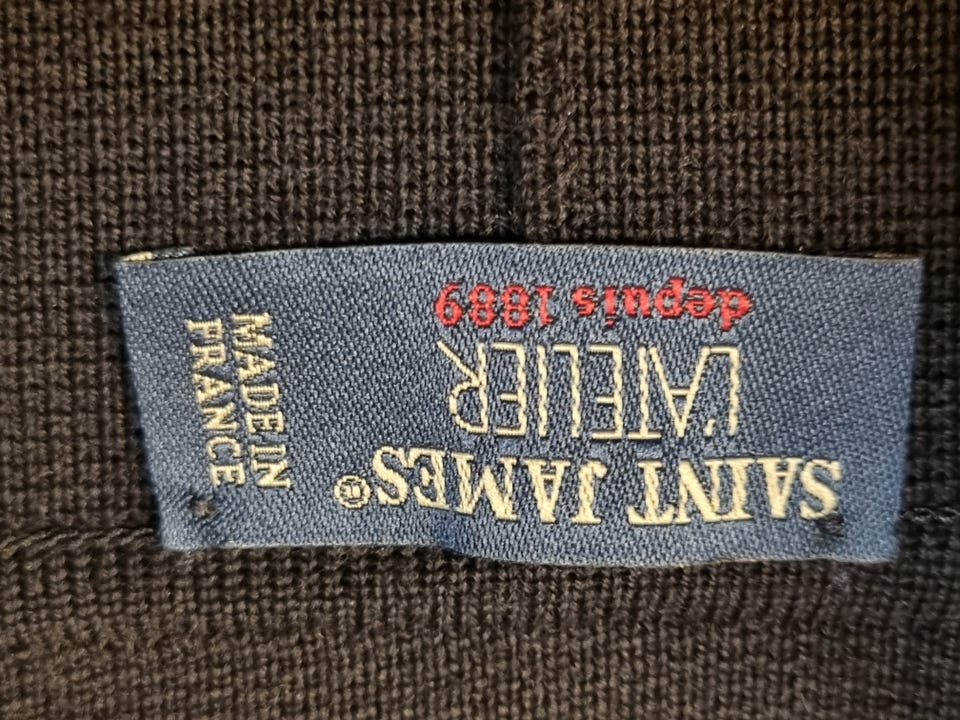 SAINT JAMES®
L'ATELIER
depuis 1889
MADE IN
FRANCE